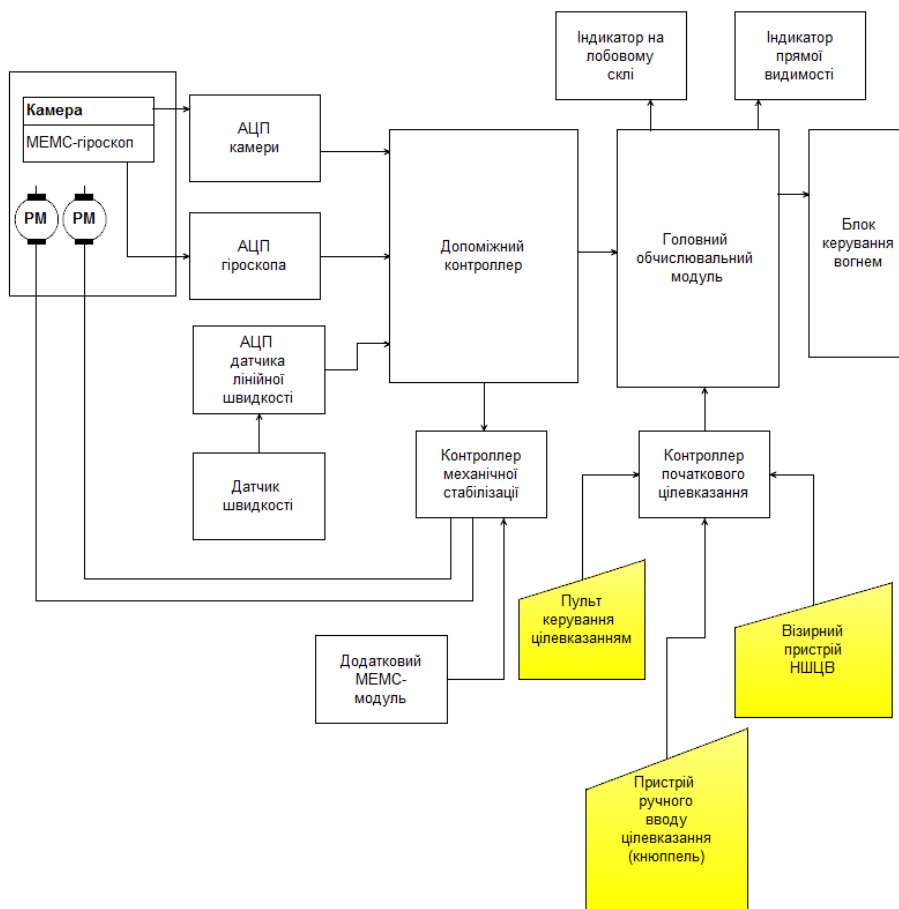 Індикатор на
лобовому
склі
Індикатор
прямої
видимості
Камера
МЕМС-гіроскоп
РМ
РМ
АЦП
камери
АЦП
гіроскопа
АЦП
датчика
лінійної
швидкості
Датчик
швидкості
Допоміжний
контроллер
Головний
обчислювальний
модуль
Блок
керування
вогнем
Контроллер
механічної
стабілізації
Контроллер
початкового
цілевказання
Додатковий
МЕМС-
модуль
Пульт
керування
цілевказанням
Візирний
пристрій
НШЦВ
Пристрій
ручного
вводу
цілевказання
(кнюппель)